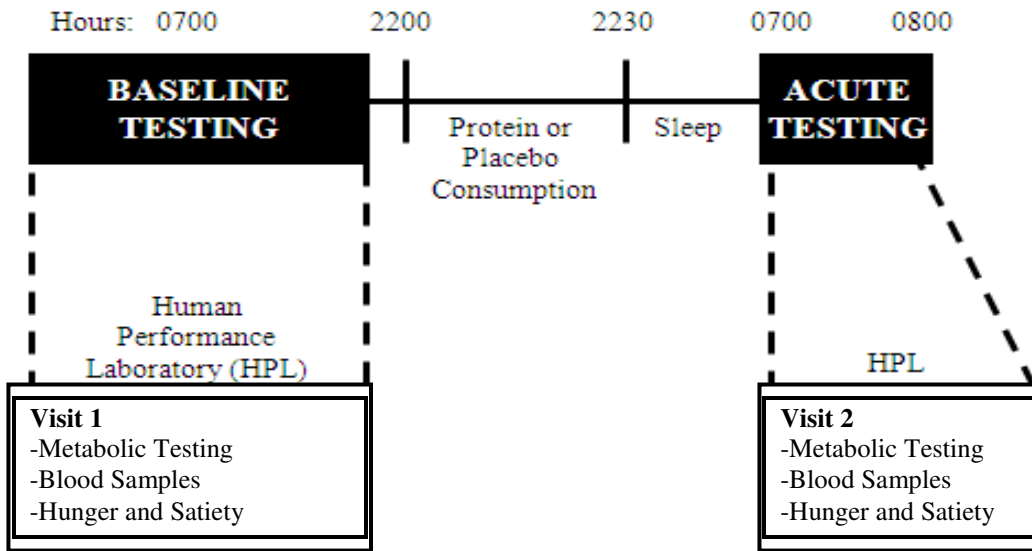 Hours: 0700 2200 2230 0700 0800
BASELINE
TESTING
Protein or
Placebo
Consumption
Sleep
ACUTE
TESTING
Human
Performance
Laboratory (HPL)
HPL
Visit 1
-Metabolic Testing
-Blood Samples
-Hunger and Satiety
Visit 2
-Metabolic Testing
-Blood Samples
-Hunger and Satiety